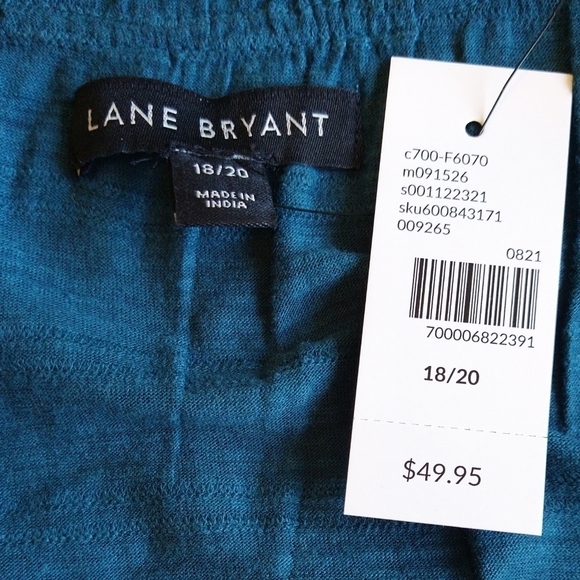 LANE BRYANT
18/20
MADE IN
INDIA
c700-F6070
m091526
s001122321
sku600843171
009265
0821
700006822391
18/20
$49.95